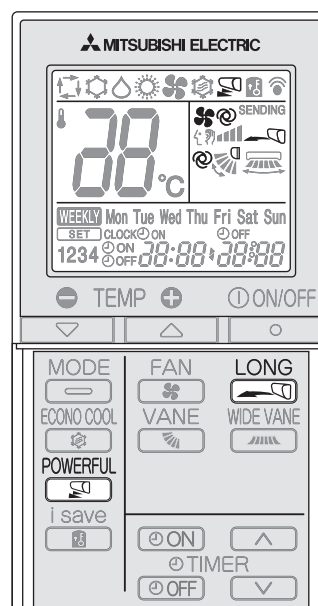 MITSUBISHI ELECTRIC
SENDING
88°C
WEEKLY Mon Tue Wed Thu Fri Sat Sun
SET CLOCK ON OFF
1234 ON OFF 88:88 88:88
TEMP ON/OFF
MODE FAN LONG
ECONO COOL VANE WIDE VANE
POWERFUL
i save
ON
TIMER
OFF